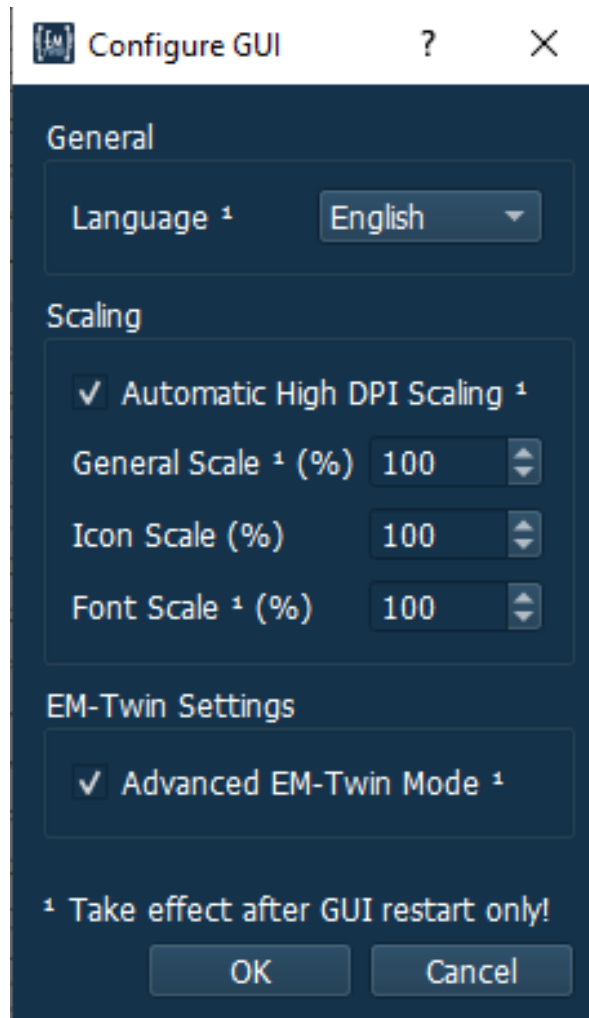 Configure GUI ? X
General
Language ¹ English
Scaling
Automatic High DPI Scaling ¹
General Scale ¹ (%) 100
Icon Scale (%) 100
Font Scale ¹ (%) 100
EM-Twin Settings
Advanced EM-Twin Mode ¹
¹ Take effect after GUI restart only!
OK Cancel